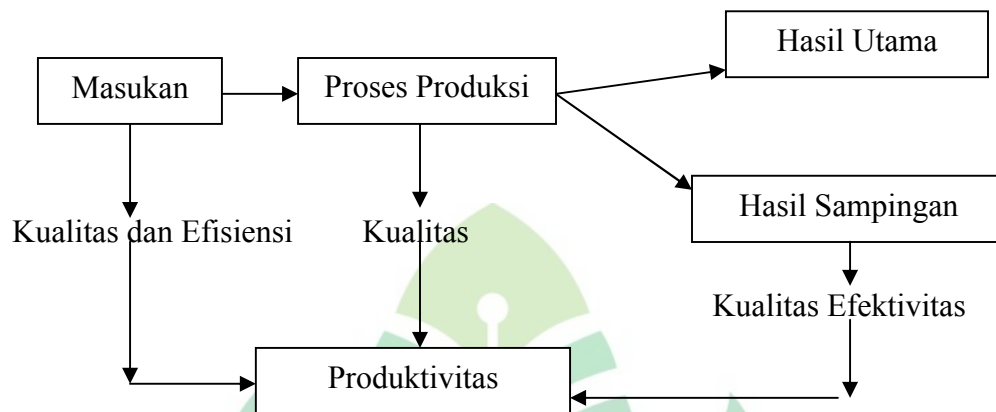 Hasil Utama
Masukan
Proses Produksi
Hasil Sampingan
Kualitas dan Efisiensi
Kualitas
Kualitas Efektivitas
Produktivitas